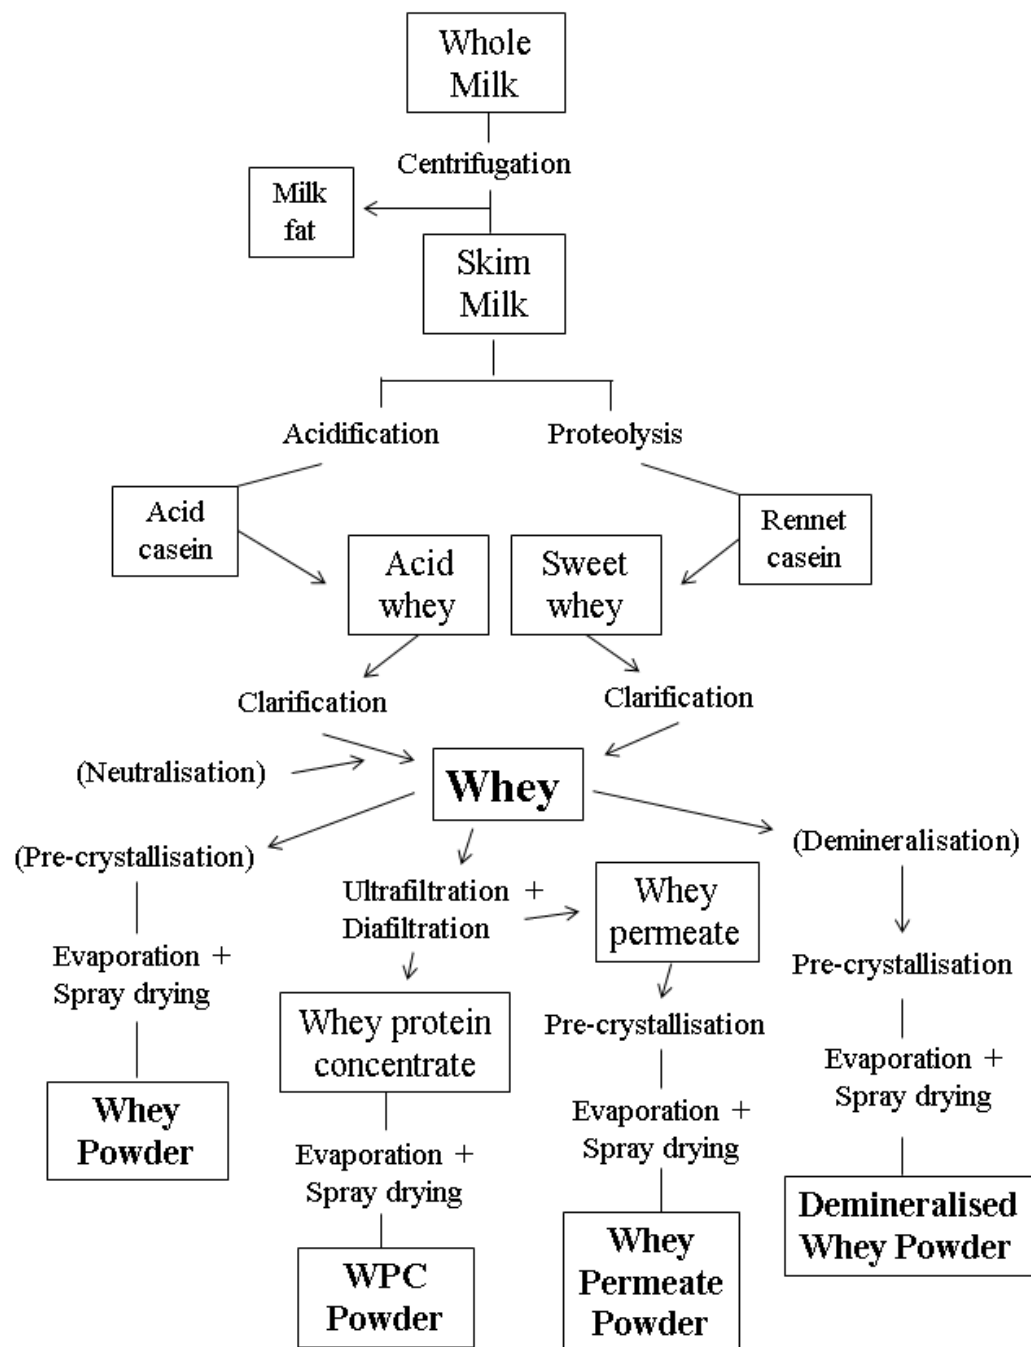 Whole
Milk
Centrifugation
Milk
fat
Skim
Milk
Acidification
Proteolysis
Acid
casein
Rennet
casein
Acid
whey
Sweet
whey
Clarification
Clarification
(Neutralisation)
Whey
(Pre-crystallisation)
(Demineralisation)
Ultrafiltration +
Diafiltration
Whey
permeate
Evaporation +
Spray drying
Pre-crystallisation
Whey protein
concentrate
Pre-crystallisation
Evaporation +
Spray drying
Whey
Powder
Evaporation +
Spray drying
Evaporation +
Spray drying
Demineralised
Whey Powder
WPC
Powder
Whey
Permeate
Powder